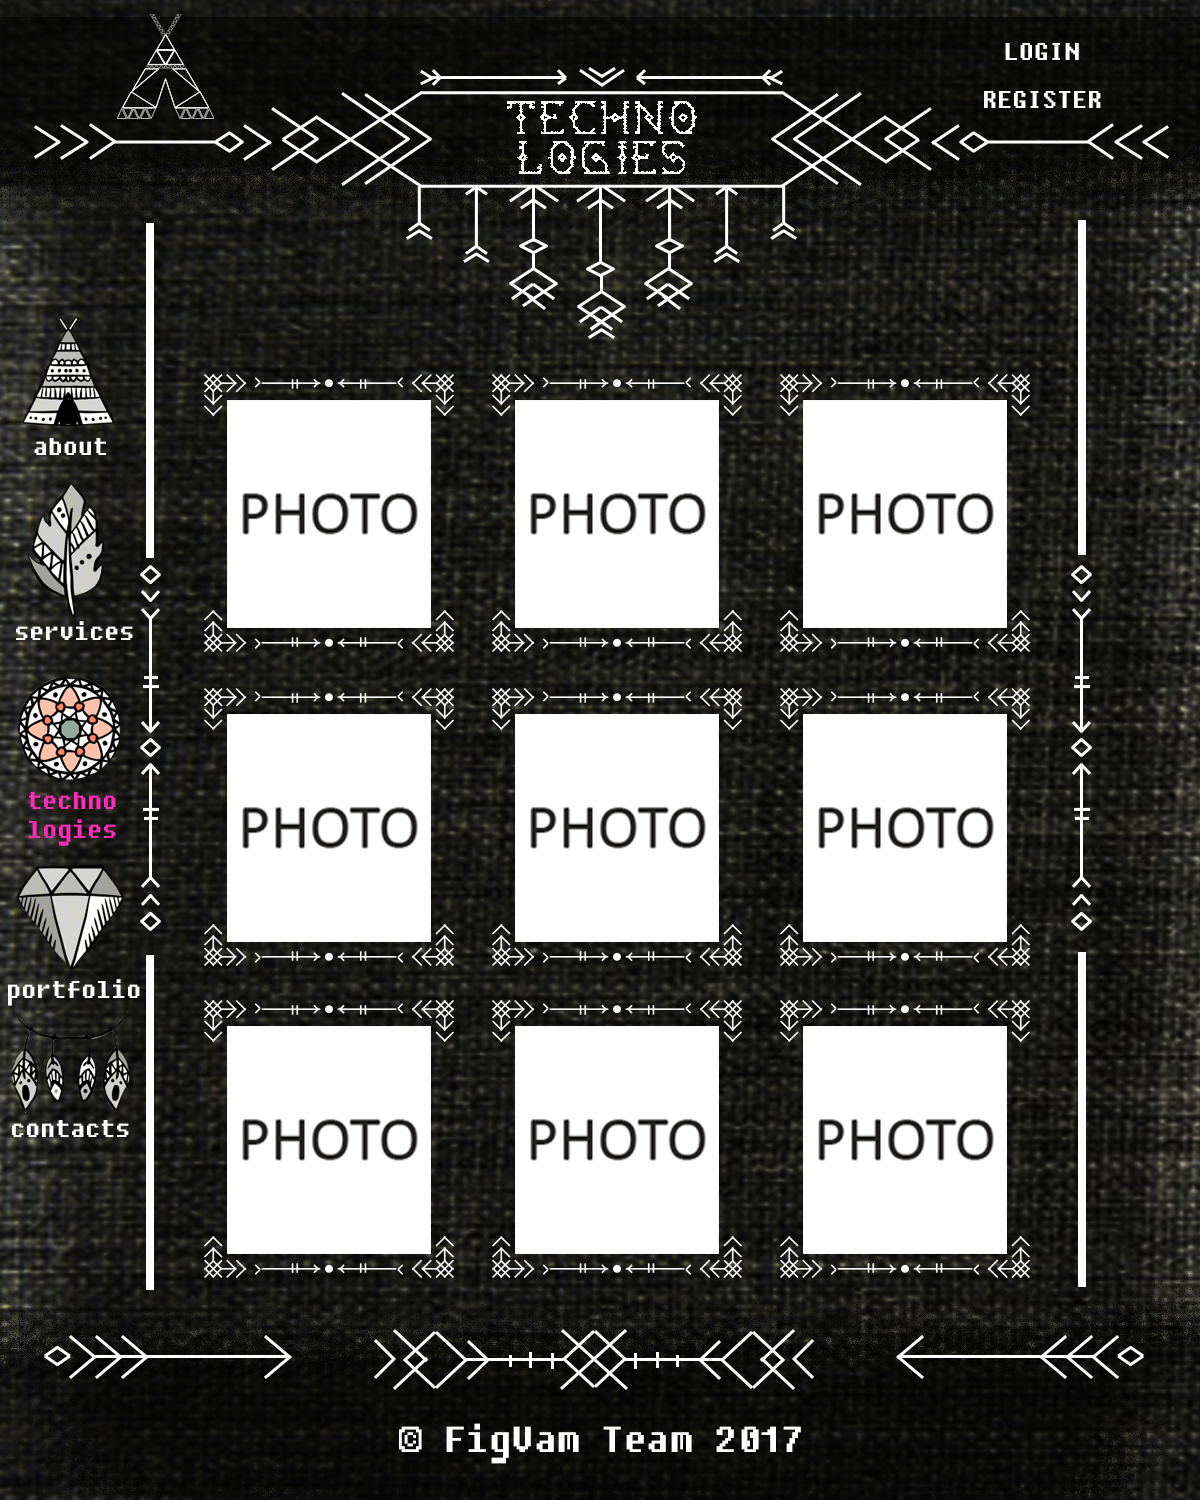 LOGIN
REGISTER
TECHNO
LOGIES
about
services
techno
logies
portfolio
contacts
PHOTO PHOTO PHOTO
PHOTO PHOTO PHOTO
PHOTO PHOTO PHOTO
© FigVam Team 2017